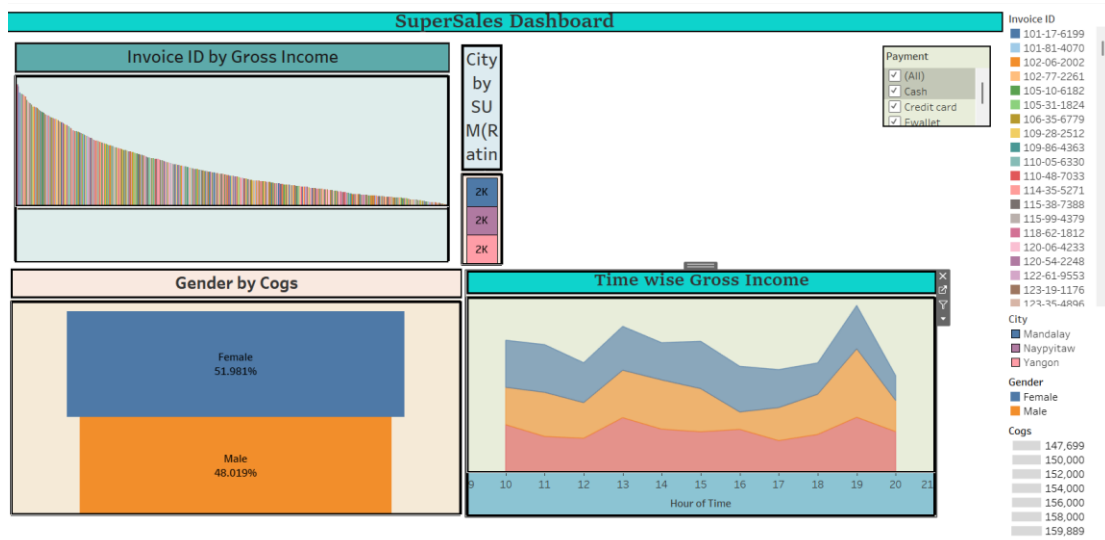 SuperSales Dashboard
Invoice ID by Gross Income
City
by
SU
M(R
atin
2K
2K
2K
Payment
(All)
Cash
Credit card
Ewallet
Gender by Cogs
Female
51.981%
Male
48.019%
Time wise Gross Income
9 10 11 12 13 14 15 16 17 18 19 20 21
Hour of Time
Invoice ID
101-17-6199
101-81-4070
102-06-2002
102-77-2261
105-10-6182
105-31-1824
106-35-6779
109-28-2512
109-86-4363
110-05-6330
110-48-7033
114-35-5271
115-38-7388
115-99-4379
118-62-1812
120-06-4233
120-54-2248
122-61-9553
123-19-1176
123-35-4896
City
Mandalay
Naypyitaw
Yangon
Gender
Female
Male
Cogs
147,699
150,000
152,000
154,000
156,000
158,000
159,889